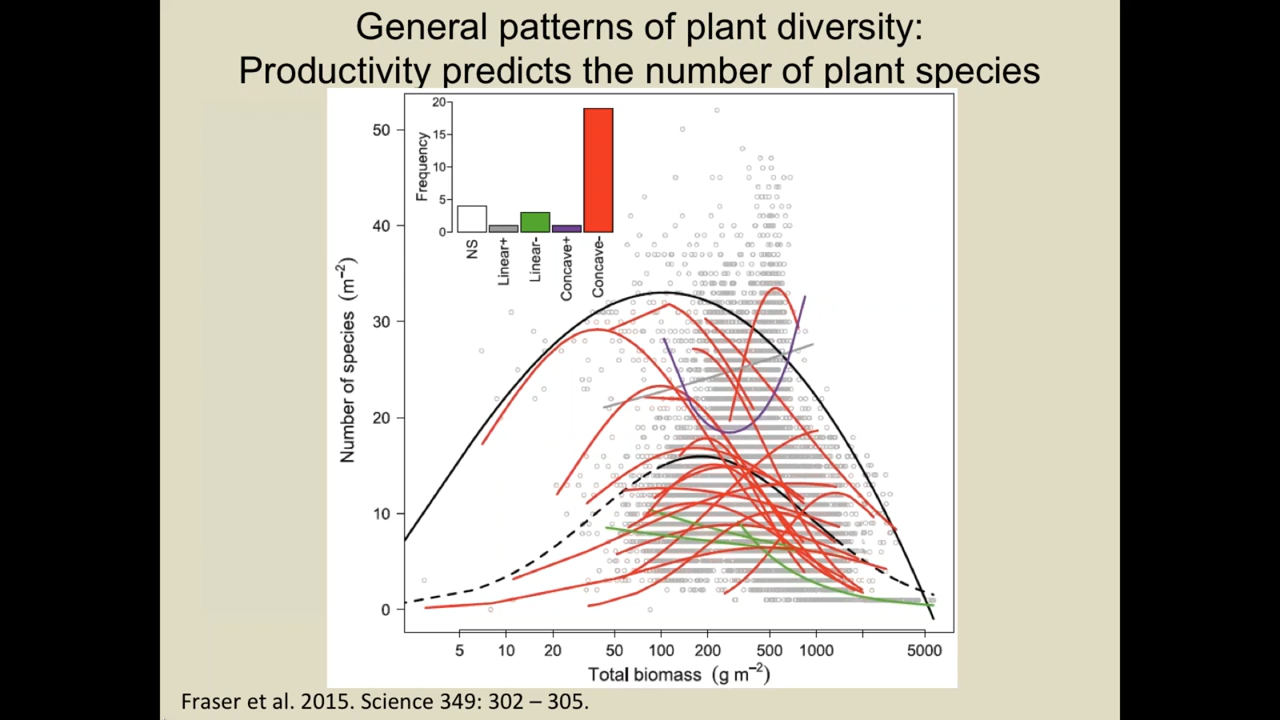 General patterns of plant diversity:
Productivity predicts the number of plant species
20
15
10
5
0
Frequency
NS
Linear+
Linear-
Concave+
Concave-
50
40
30
20
10
0
Number of species (m⁻²)
5 10 20 50 100 200 500 1000 5000
Total biomass (g m⁻²)
Fraser et al. 2015. Science 349: 302 – 305.